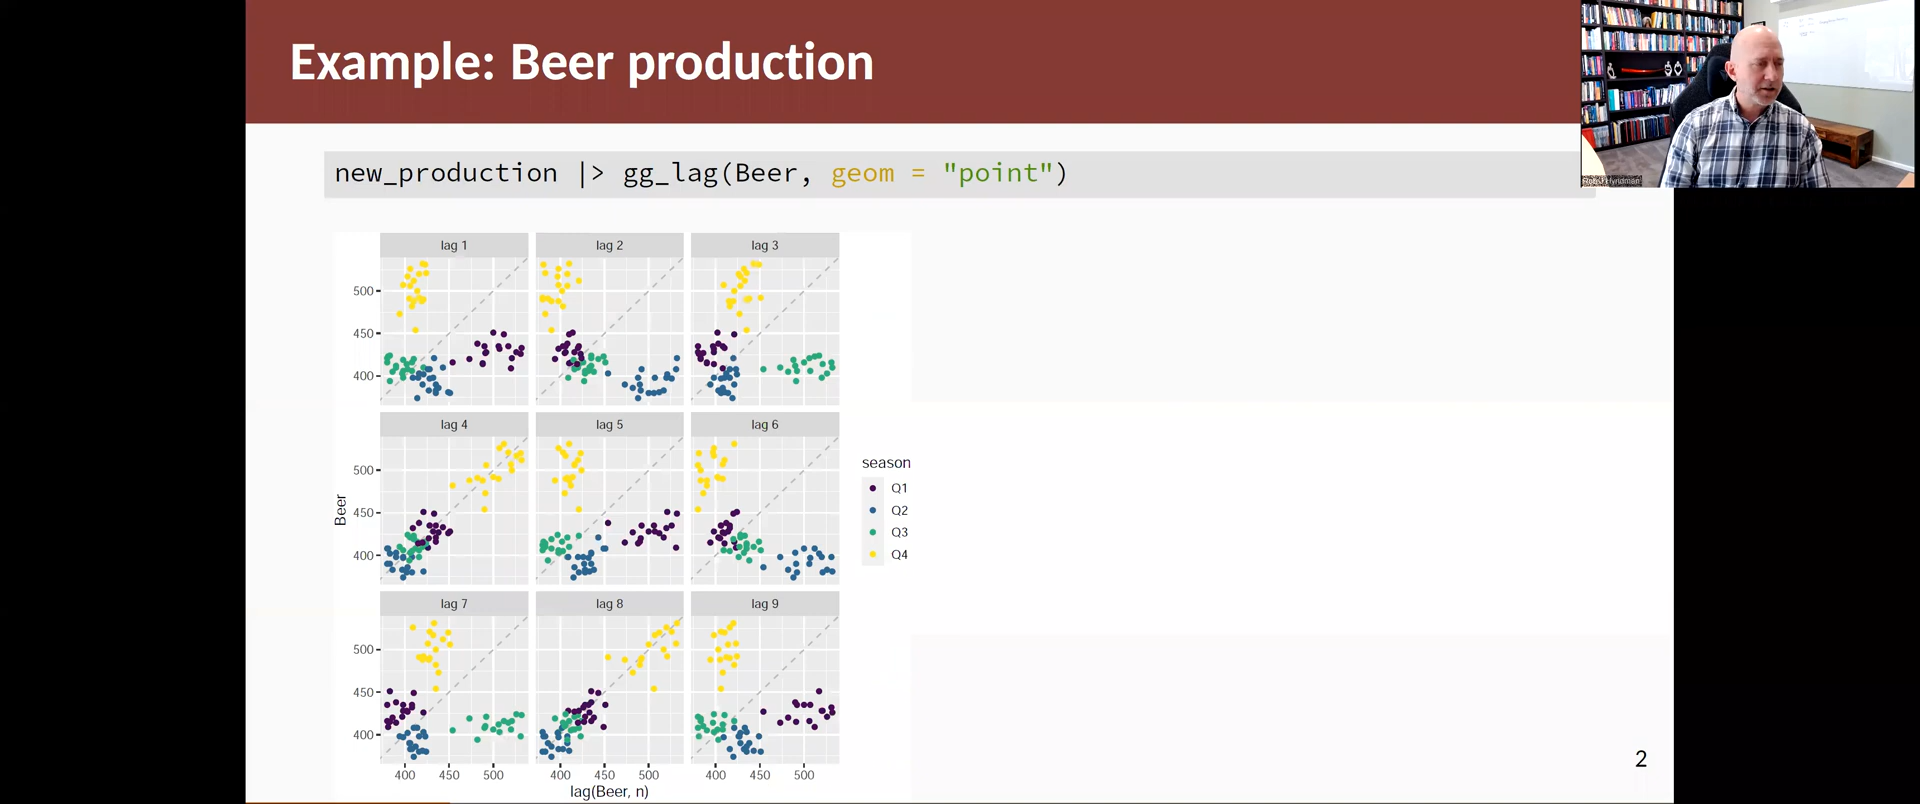 Example: Beer production
new_production |> gg_lag(Beer, geom = "point")
Rob J Hyndman
lag 1 lag 2 lag 3
500
450
400
lag 4 lag 5 lag 6
500
450
400
Beer
season
Q1
Q2
Q3
Q4
lag 7 lag 8 lag 9
500
450
400
400 450 500 400 450 500 400 450 500
lag(Beer, n)
2